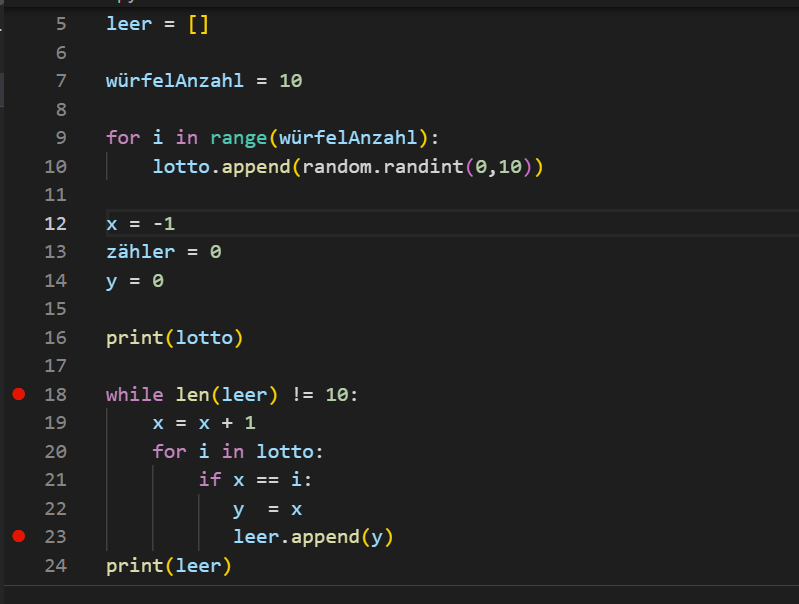 5 leer = []
6
7 würfelAnzahl = 10
8
9 for i in range(würfelAnzahl):
10     lotto.append(random.randint(0,10))
11
12 x = -1
13 zähler = 0
14 y = 0
15
16 print(lotto)
17
18 while len(leer) != 10:
19     x = x + 1
20     for i in lotto:
21         if x == i:
22            y  = x
23            leer.append(y)
24 print(leer)